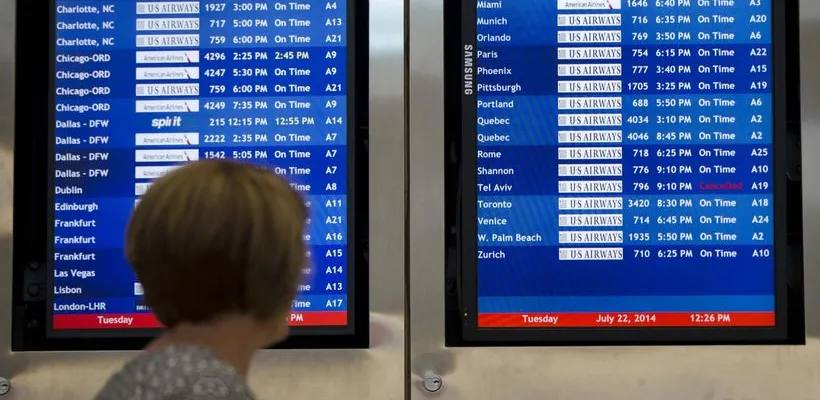 Charlotte, NC US AIRWAYS 1927 3:00 PM On Time A4
Charlotte, NC US AIRWAYS 717 5:00 PM On Time A13
Charlotte, NC US AIRWAYS 759 6:00 PM On Time A21
Chicago-ORD American Airlines 4296 2:25 PM 2:45 PM A9
Chicago-ORD American Airlines 4247 5:30 PM On Time A9
Chicago-ORD US AIRWAYS 759 6:00 PM On Time A21
Chicago-ORD American Airlines 4249 7:35 PM On Time A9
Dallas - DFW spirit 215 12:15 PM 12:55 PM A14
Dallas - DFW American Airlines 2222 2:35 PM On Time A7
Dallas - DFW American Airlines 1542 5:05 PM On Time A7
Dallas - DFW On Time A7
Dublin A8
Edinburgh A11
Frankfurt A21
Frankfurt A16
Frankfurt A15
Las Vegas A14
Lisbon A13
London-LHR A17
Tuesday PM
SAMSUNG
Miami American Airlines 1646 6:40 PM On Time A3
Munich US AIRWAYS 716 6:35 PM On Time A20
Orlando US AIRWAYS 769 3:50 PM On Time A6
Paris US AIRWAYS 754 6:15 PM On Time A22
Phoenix US AIRWAYS 777 3:40 PM On Time A15
Pittsburgh US AIRWAYS 1705 3:25 PM On Time A19
Portland US AIRWAYS 688 5:50 PM On Time A6
Quebec US AIRWAYS 4034 3:10 PM On Time A2
Quebec US AIRWAYS 4046 8:45 PM On Time A2
Rome US AIRWAYS 718 6:25 PM On Time A25
Shannon US AIRWAYS 776 9:10 PM On Time A10
Tel Aviv US AIRWAYS 796 9:10 PM Cancelled A19
Toronto US AIRWAYS 3420 8:30 PM On Time A18
Venice US AIRWAYS 714 6:45 PM On Time A24
W. Palm Beach US AIRWAYS 1935 5:50 PM On Time A2
Zurich US AIRWAYS 710 6:25 PM On Time A10
Tuesday July 22, 2014 12:26 PM